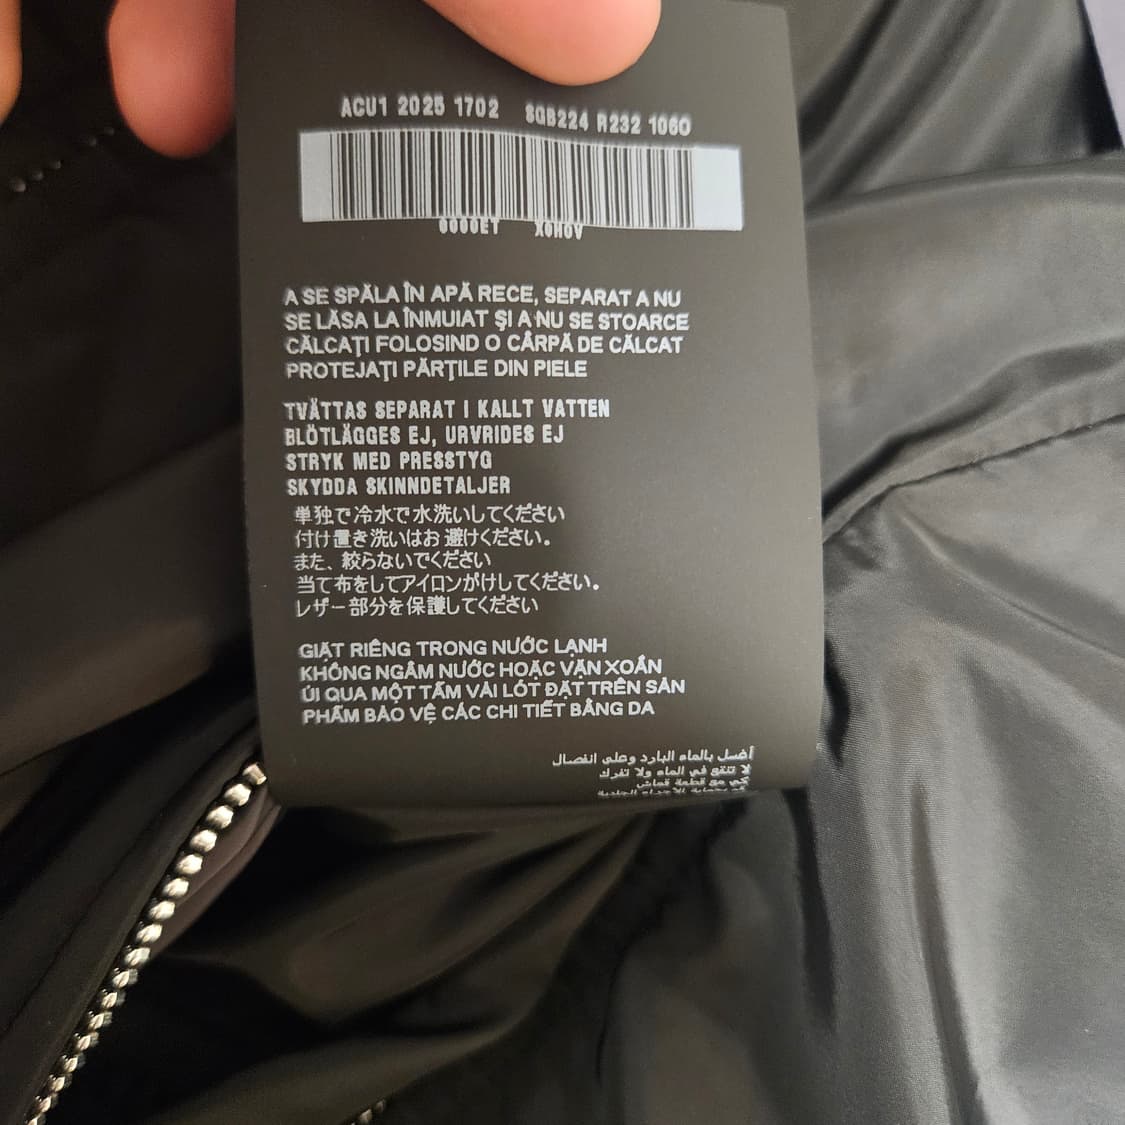 ACU1 2025 1702 SGB224 R232 1060
0000ET X0H0V
A SE SPĂLA ÎN APĂ RECE, SEPARAT A NU
SE LĂSA LA ÎNMUIAT ŞI A NU SE STOARCE
CĂLCAŢI FOLOSIND O CÂRPĂ DE CĂLCAT
PROTEJAŢI PĂRŢILE DIN PIELE
TVÄTTAS SEPARAT I KALLT VATTEN
BLÖTLÄGGES EJ, URVRIDES EJ
STRYK MED PRESSTYG
SKYDDA SKINNDETALJER
単独で冷水で水洗いしてください
付け置き洗いはお避けください。
また、絞らないでください
当て布をしてアイロンがけしてください。
レザー部分を保護してください
GIẶT RIÊNG TRONG NƯỚC LẠNH
KHÔNG NGÂM NƯỚC HOẶC VẶN XOẮN
ỦI QUA MỘT TẤM VẢI LÓT ĐẶT TRÊN SẢN
PHẨM BẢO VỆ CÁC CHI TIẾT BẰNG DA
أغسل بالماء البارد وعلى انفصال
لا تنقع في الماء ولا تفرك
كي مع قطعة قماش